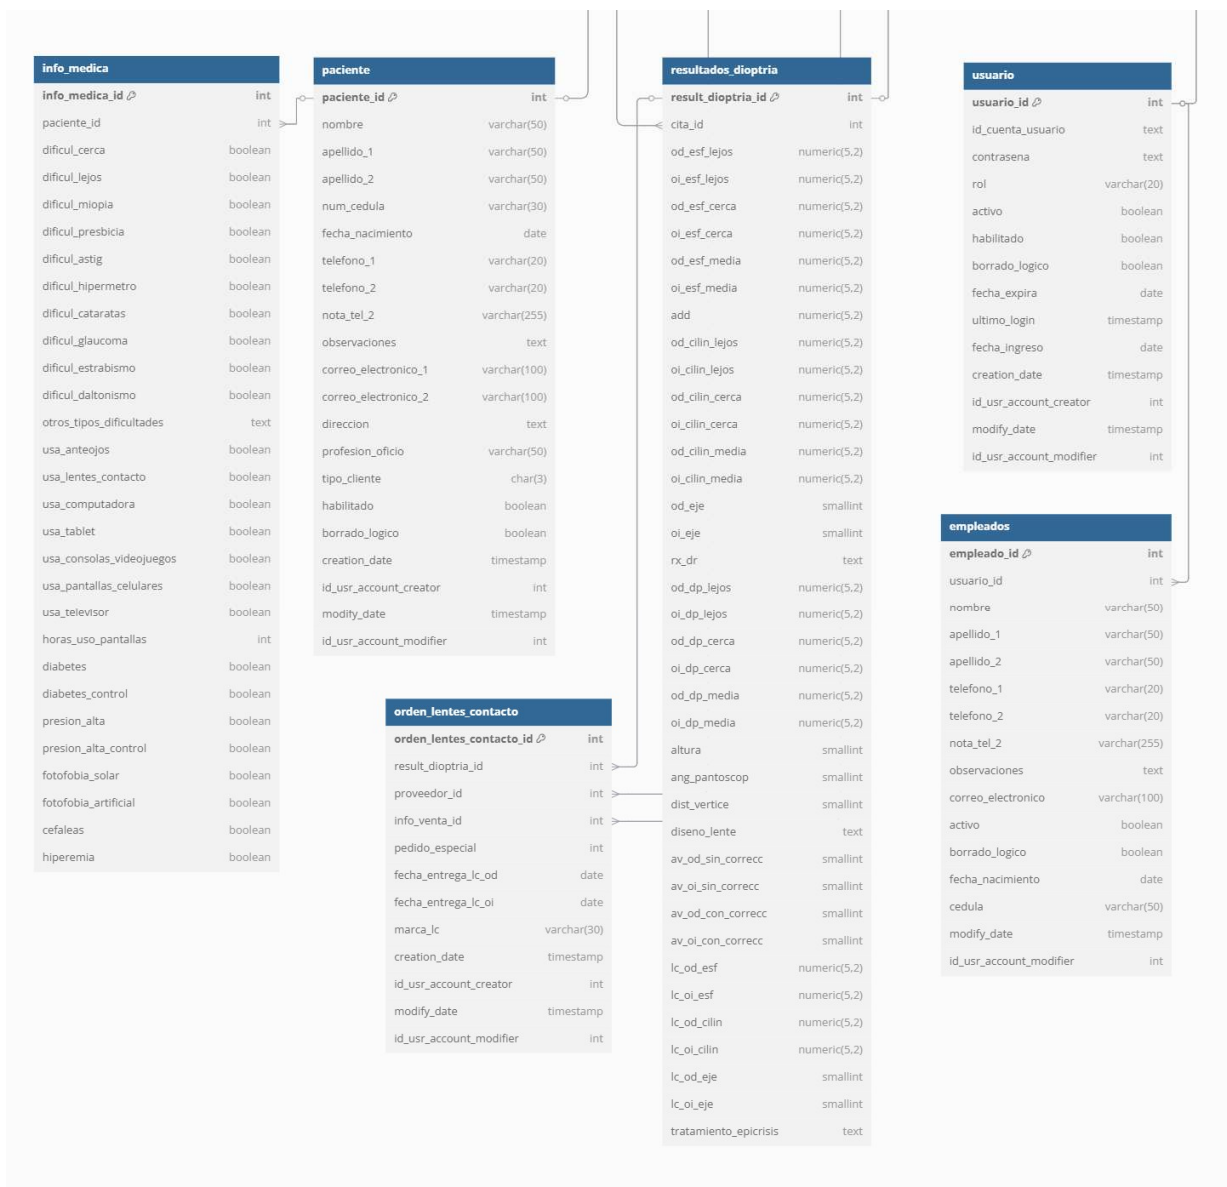 info_medica
info_medica_id int
paciente_id int
dificul_cerca boolean
dificul_lejos boolean
dificul_miopia boolean
dificul_presbicia boolean
dificul_astig boolean
dificul_hipermetro boolean
dificul_cataratas boolean
dificul_glaucoma boolean
dificul_estrabismo boolean
dificul_daltonismo boolean
otros_tipos_dificultades text
usa_anteojos boolean
usa_lentes_contacto boolean
usa_computadora boolean
usa_tablet boolean
usa_consolas_videojuegos boolean
usa_pantallas_celulares boolean
usa_televisor boolean
horas_uso_pantallas int
diabetes boolean
diabetes_control boolean
presion_alta boolean
presion_alta_control boolean
fotofobia_solar boolean
fotofobia_artificial boolean
cefaleas boolean
hiperemia boolean
paciente
paciente_id int
nombre varchar(50)
apellido_1 varchar(50)
apellido_2 varchar(50)
num_cedula varchar(30)
fecha_nacimiento date
telefono_1 varchar(20)
telefono_2 varchar(20)
nota_tel_2 varchar(255)
observaciones text
correo_electronico_1 varchar(100)
correo_electronico_2 varchar(100)
direccion text
profesion_oficio varchar(50)
tipo_cliente char(3)
habilitado boolean
borrado_logico boolean
creation_date timestamp
id_usr_account_creator int
modify_date timestamp
id_usr_account_modifier int
orden_lentes_contacto
orden_lentes_contacto_id int
result_dioptria_id int
proveedor_id int
info_venta_id int
pedido_especial int
fecha_entrega_lc_od date
fecha_entrega_lc_oi date
marca_lc varchar(30)
creation_date timestamp
id_usr_account_creator int
modify_date timestamp
id_usr_account_modifier int
resultados_dioptria
result_dioptria_id int
cita_id int
od_esf_lejos numeric(5,2)
oi_esf_lejos numeric(5,2)
od_esf_cerca numeric(5,2)
oi_esf_cerca numeric(5,2)
od_esf_media numeric(5,2)
oi_esf_media numeric(5,2)
add numeric(5,2)
od_cilin_lejos numeric(5,2)
oi_cilin_lejos numeric(5,2)
od_cilin_cerca numeric(5,2)
oi_cilin_cerca numeric(5,2)
od_cilin_media numeric(5,2)
oi_cilin_media numeric(5,2)
od_eje smallint
oi_eje smallint
rx_dr text
od_dp_lejos numeric(5,2)
oi_dp_lejos numeric(5,2)
od_dp_cerca numeric(5,2)
oi_dp_cerca numeric(5,2)
od_dp_media numeric(5,2)
oi_dp_media numeric(5,2)
altura smallint
ang_pantoscop smallint
dist_vertice smallint
diseno_lente text
av_od_sin_correcc smallint
av_oi_sin_correcc smallint
av_od_con_correcc smallint
av_oi_con_correcc smallint
lc_od_esf numeric(5,2)
lc_oi_esf numeric(5,2)
lc_od_cilin numeric(5,2)
lc_oi_cilin numeric(5,2)
lc_od_eje smallint
lc_oi_eje smallint
tratamiento_epicrisis text
usuario
usuario_id int
id_cuenta_usuario text
contrasena text
rol varchar(20)
activo boolean
habilitado boolean
borrado_logico boolean
fecha_expira date
ultimo_login timestamp
fecha_ingreso date
creation_date timestamp
id_usr_account_creator int
modify_date timestamp
id_usr_account_modifier int
empleados
empleado_id int
usuario_id int
nombre varchar(50)
apellido_1 varchar(50)
apellido_2 varchar(50)
telefono_1 varchar(20)
telefono_2 varchar(20)
nota_tel_2 varchar(255)
observaciones text
correo_electronico varchar(100)
activo boolean
borrado_logico boolean
fecha_nacimiento date
cedula varchar(50)
modify_date timestamp
id_usr_account_modifier int